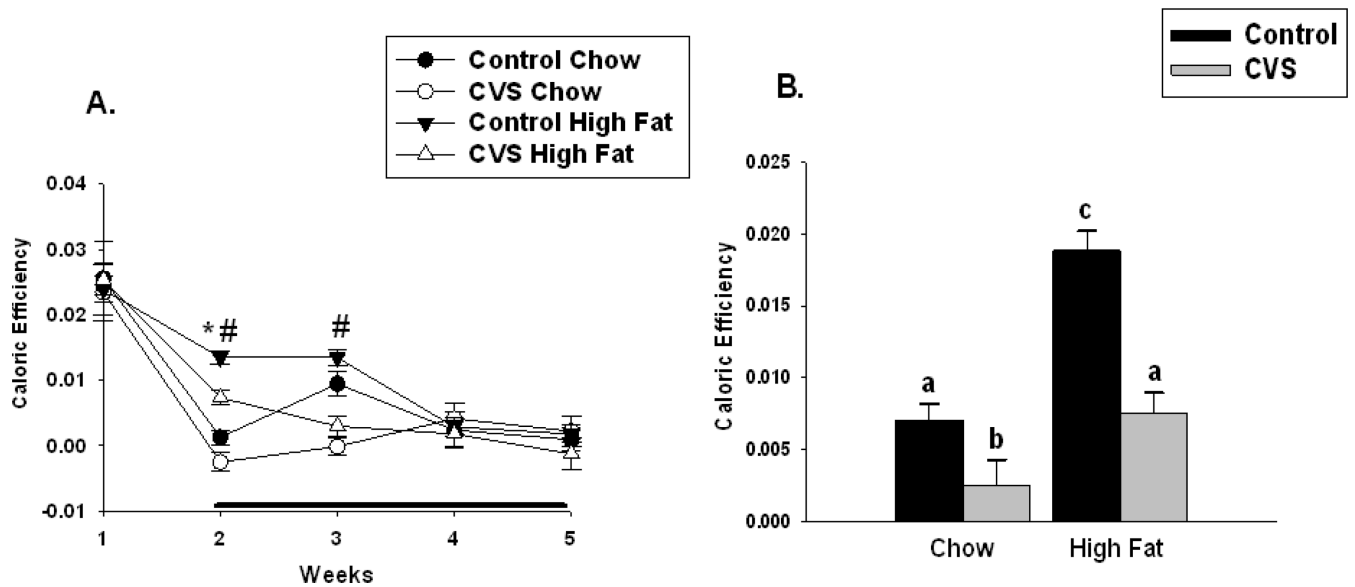 A.
Control Chow
CVS Chow
Control High Fat
CVS High Fat
Caloric Efficiency
0.04
0.03
0.02
0.01
0.00
-0.01
*#
#
1 2 3 4 5
Weeks
B.
Control
CVS
Caloric Efficiency
0.025
0.020
0.015
0.010
0.005
0.000
a
b
c
a
Chow High Fat